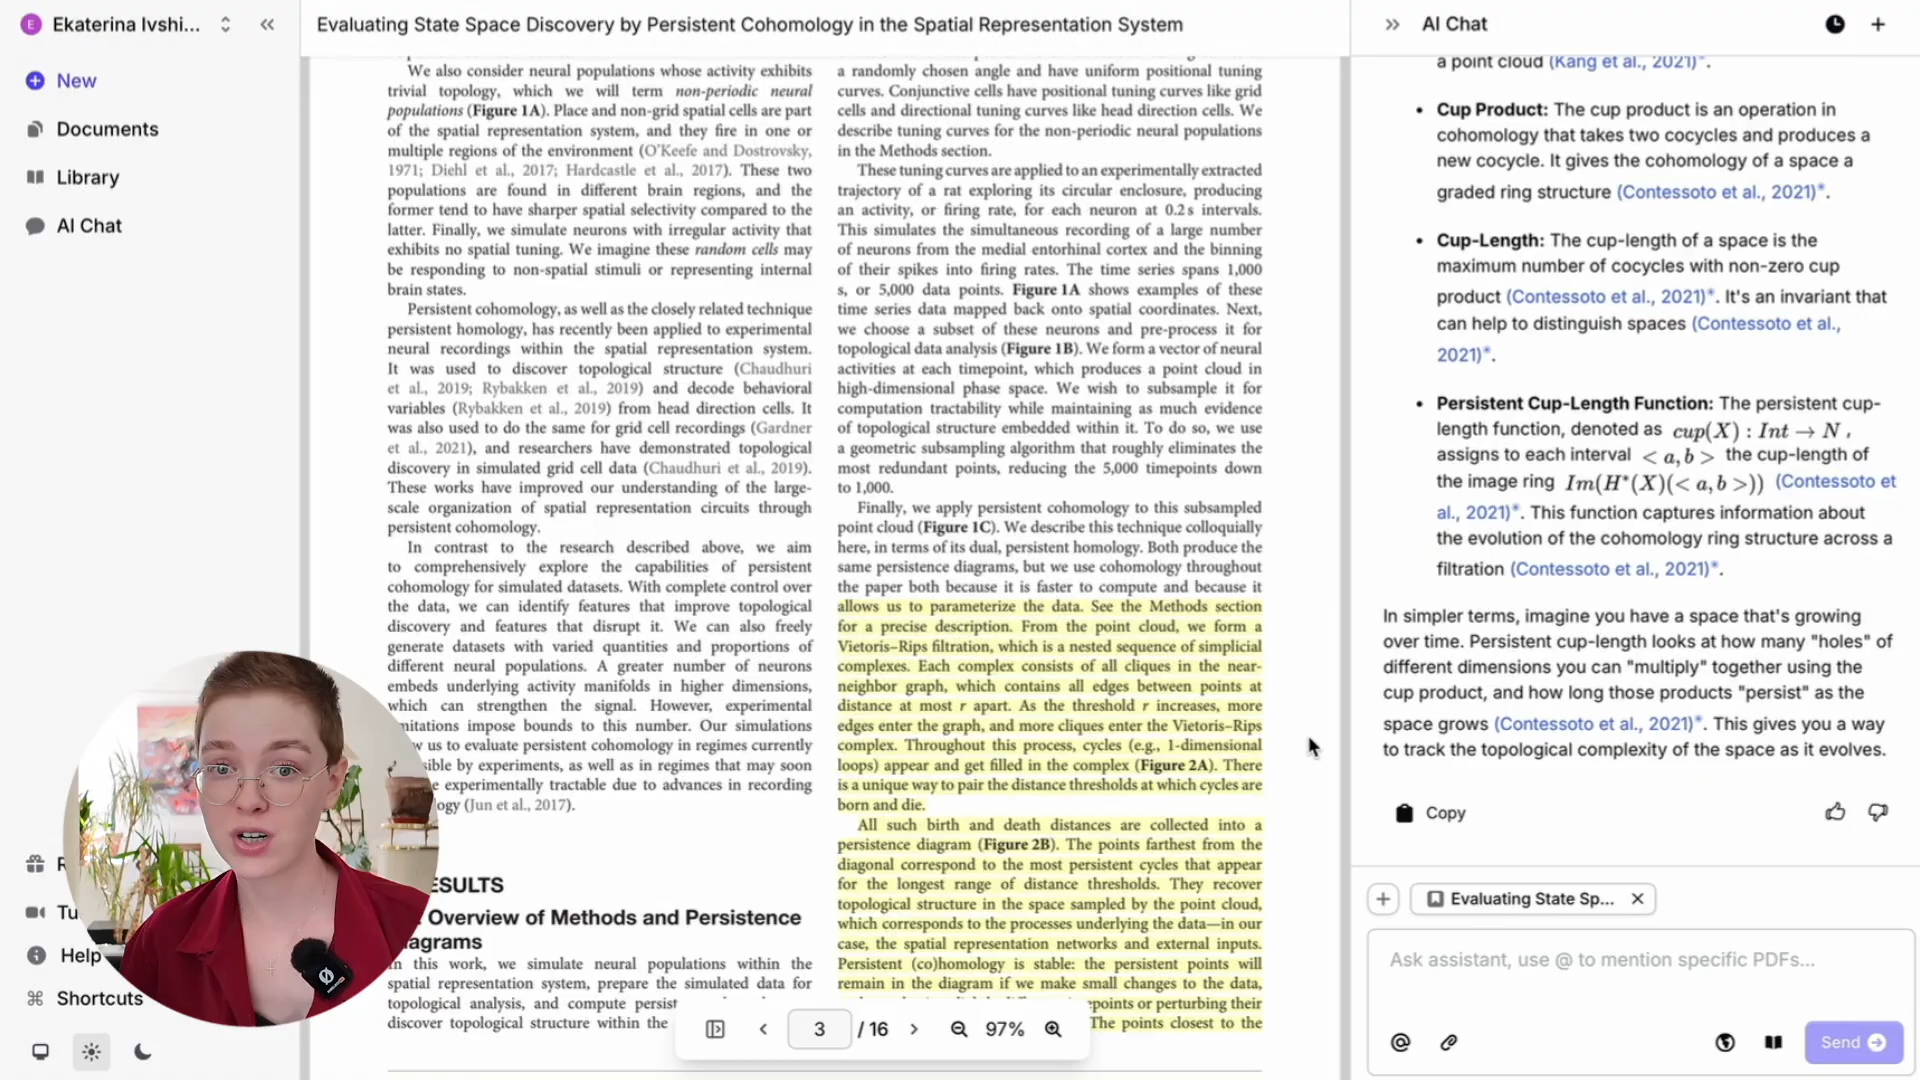 E Ekaterina Ivshi...
New
Documents
Library
AI Chat
Help
Shortcuts
Evaluating State Space Discovery by Persistent Cohomology in the Spatial Representation System
We also consider neural populations whose activity exhibits
trivial topology, which we will term non-periodic neural
populations (Figure 1A). Place and non-grid spatial cells are part
of the spatial representation system, and they fire in one or
multiple regions of the environment (O'Keefe and Dostrovsky,
1971; Diehl et al., 2017; Hardcastle et al., 2017). These two
populations are found in different brain regions, and the
former tend to have sharper spatial selectivity compared to the
latter. Finally, we simulate neurons with irregular activity that
exhibits no spatial tuning. We imagine these random cells may
be responding to non-spatial stimuli or representing internal
brain states.
Persistent cohomology, as well as the closely related technique
persistent homology, has recently been applied to experimental
neural recordings within the spatial representation system.
It was used to discover topological structure (Chaudhuri
et al., 2019; Rybakken et al., 2019) and decode behavioral
variables (Rybakken et al., 2019) from head direction cells. It
was also used to do the same for grid cell recordings (Gardner
et al., 2021), and researchers have demonstrated topological
discovery in simulated grid cell data (Chaudhuri et al., 2019).
These works have improved our understanding of the large-
scale organization of spatial representation circuits through
persistent cohomology.
In contrast to the research described above, we aim
to comprehensively explore the capabilities of persistent
cohomology for simulated datasets. With complete control over
the data, we can identify features that improve topological
discovery and features that disrupt it. We can also freely
generate datasets with varied quantities and proportions of
different neural populations. A greater number of neurons
embeds underlying activity manifolds in higher dimensions,
which can strengthen the signal. However, experimental
mitations impose bounds to this number. Our simulations
us to evaluate persistent cohomology in regimes currently
sible by experiments, as well as in regimes that may soon
e experimentally tractable due to advances in recording
ogy (Jun et al., 2017).
ESULTS
Overview of Methods and Persistence
agrams
In this work, we simulate neural populations within the
spatial representation system, prepare the simulated data for
topological analysis, and compute persist
discover topological structure within the
a randomly chosen angle and have uniform positional tuning
curves. Conjunctive cells have positional tuning curves like grid
cells and directional tuning curves like head direction cells. We
describe tuning curves for the non-periodic neural populations
in the Methods section.
These tuning curves are applied to an experimentally extracted
trajectory of a rat exploring its circular enclosure, producing
an activity, or firing rate, for each neuron at 0.2 s intervals.
This simulates the simultaneous recording of a large number
of neurons from the medial entorhinal cortex and the binning
of their spikes into firing rates. The time series spans 1,000
s, or 5,000 data points. Figure 1A shows examples of these
time series data mapped back onto spatial coordinates. Next,
we choose a subset of these neurons and pre-process it for
topological data analysis (Figure 1B). We form a vector of neural
activities at each timepoint, which produces a point cloud in
high-dimensional phase space. We wish to subsample it for
computation tractability while maintaining as much evidence
of topological structure embedded within it. To do so, we use
a geometric subsampling algorithm that roughly eliminates the
most redundant points, reducing the 5,000 timepoints down
to 1,000.
Finally, we apply persistent cohomology to this subsampled
point cloud (Figure 1C). We describe this technique colloquially
here, in terms of its dual, persistent homology. Both produce the
same persistence diagrams, but we use cohomology throughout
the paper both because it is faster to compute and because it
allows us to parameterize the data. See the Methods section
for a precise description. From the point cloud, we form a
Vietoris–Rips filtration, which is a nested sequence of simplicial
complexes. Each complex consists of all cliques in the near-
neighbor graph, which contains all edges between points at
distance at most r apart. As the threshold r increases, more
edges enter the graph, and more cliques enter the Vietoris–Rips
complex. Throughout this process, cycles (e.g., 1-dimensional
loops) appear and get filled in the complex (Figure 2A). There
is a unique way to pair the distance thresholds at which cycles are
born and die.
All such birth and death distances are collected into a
persistence diagram (Figure 2B). The points farthest from the
diagonal correspond to the most persistent cycles that appear
for the longest range of distance thresholds. They recover
topological structure in the space sampled by the point cloud,
which corresponds to the processes underlying the data—in our
case, the spatial representation networks and external inputs.
Persistent (co)homology is stable: the persistent points will
remain in the diagram if we make small changes to the data,
epoints or perturbing their
The points closest to the
3 / 16 97%
AI Chat
a point cloud (Kang et al., 2021)*.
• Cup Product: The cup product is an operation in
cohomology that takes two cocycles and produces a
new cocycle. It gives the cohomology of a space a
graded ring structure (Contessoto et al., 2021)*.
• Cup-Length: The cup-length of a space is the
maximum number of cocycles with non-zero cup
product (Contessoto et al., 2021)*. It's an invariant that
can help to distinguish spaces (Contessoto et al.,
2021)*.
• Persistent Cup-Length Function: The persistent cup-
length function, denoted as cup(X) : Int → N ,
assigns to each interval < a, b > the cup-length of
the image ring Im(H*(X)(< a, b >)) (Contessoto et
al., 2021)*. This function captures information about
the evolution of the cohomology ring structure across a
filtration (Contessoto et al., 2021)*.
In simpler terms, imagine you have a space that's growing
over time. Persistent cup-length looks at how many "holes" of
different dimensions you can "multiply" together using the
cup product, and how long those products "persist" as the
space grows (Contessoto et al., 2021)*. This gives you a way
to track the topological complexity of the space as it evolves.
Copy
Evaluating State Sp...
Ask assistant, use @ to mention specific PDFs...
Send